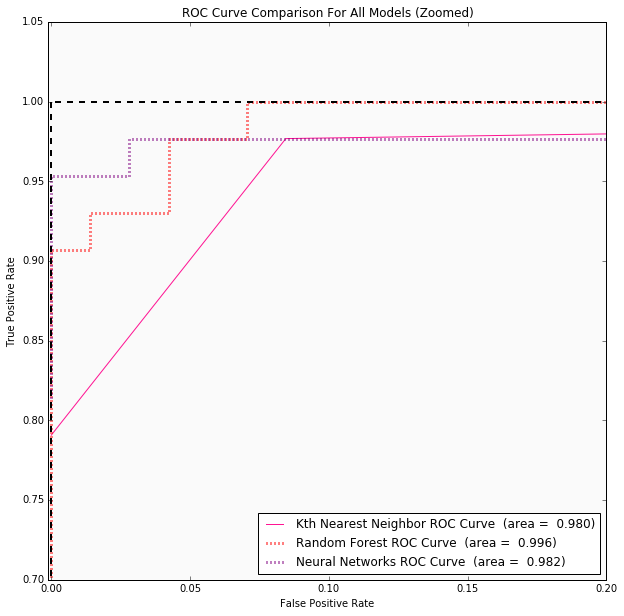 ROC Curve Comparison For All Models (Zoomed)
1.05
1.00
0.95
0.90
0.85
0.80
0.75
0.70
True Positive Rate
Kth Nearest Neighbor ROC Curve (area = 0.980)
Random Forest ROC Curve (area = 0.996)
Neural Networks ROC Curve (area = 0.982)
0.00 0.05 0.10 0.15 0.20
False Positive Rate